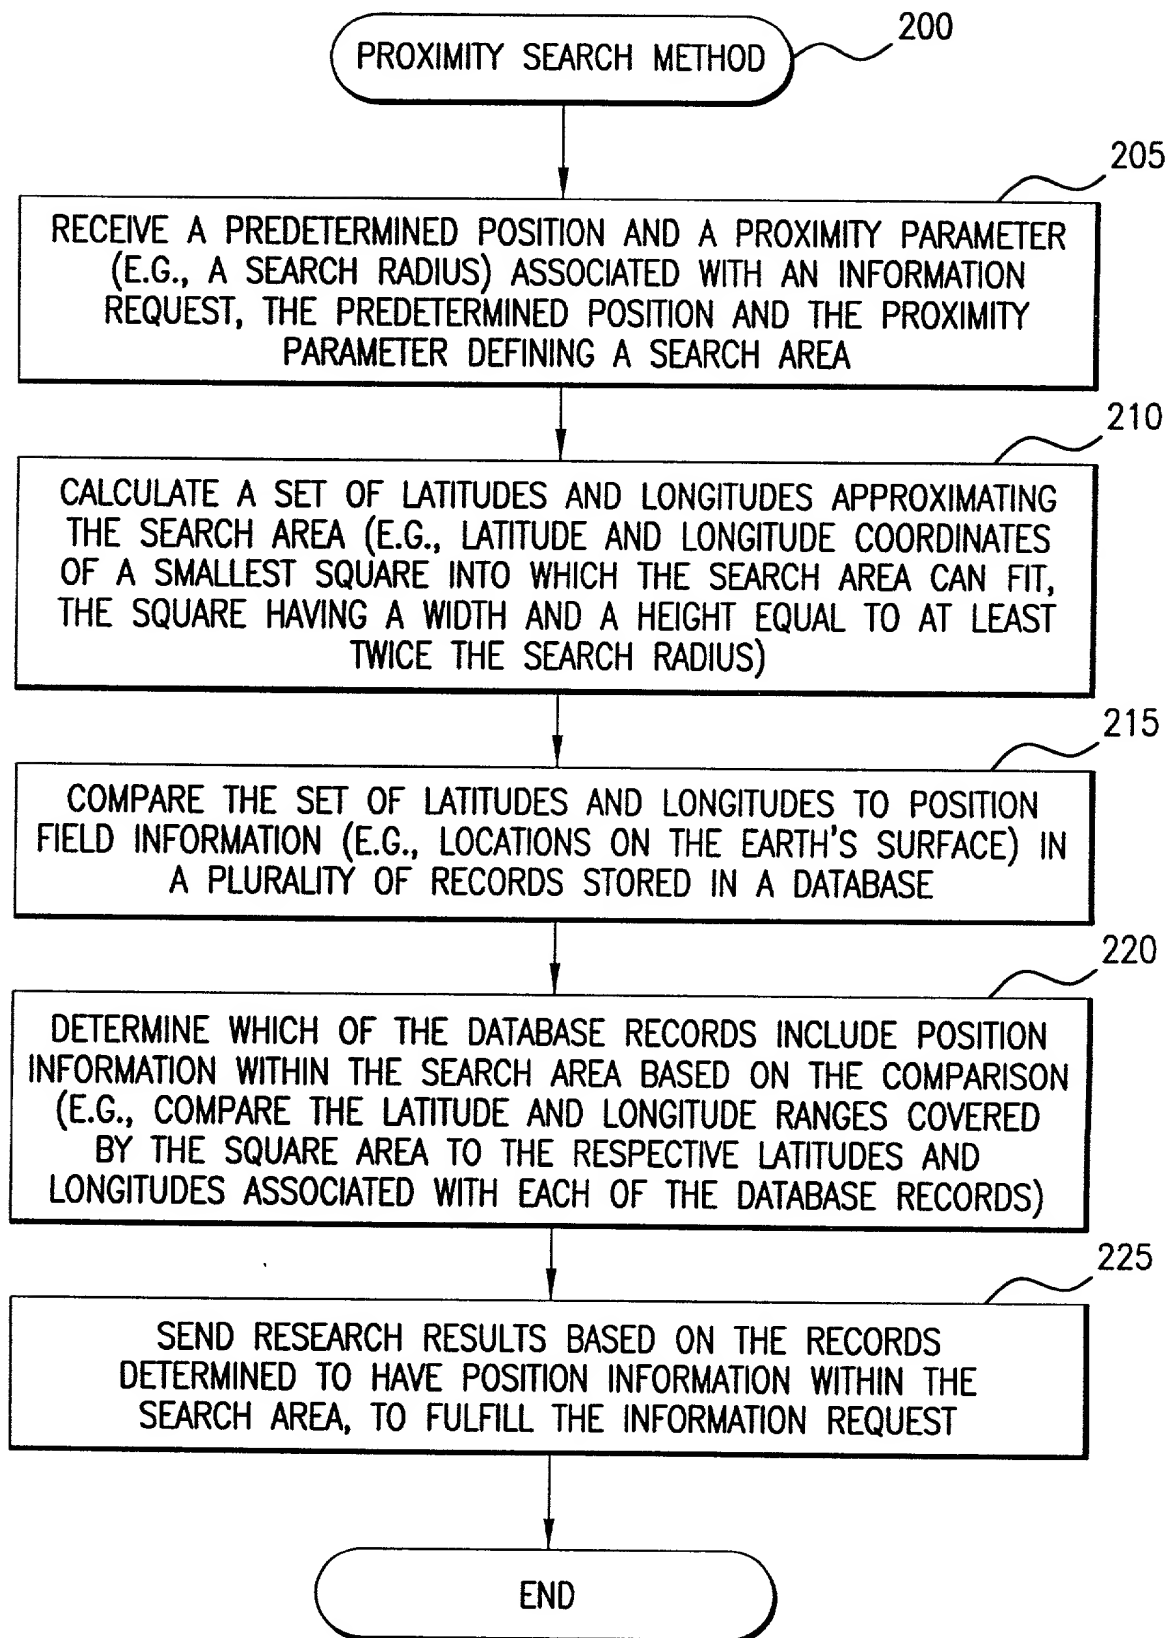 PROXIMITY SEARCH METHOD
200
205
RECEIVE A PREDETERMINED POSITION AND A PROXIMITY PARAMETER
(E.G., A SEARCH RADIUS) ASSOCIATED WITH AN INFORMATION
REQUEST, THE PREDETERMINED POSITION AND THE PROXIMITY
PARAMETER DEFINING A SEARCH AREA
210
CALCULATE A SET OF LATITUDES AND LONGITUDES APPROXIMATING
THE SEARCH AREA (E.G., LATITUDE AND LONGITUDE COORDINATES
OF A SMALLEST SQUARE INTO WHICH THE SEARCH AREA CAN FIT,
THE SQUARE HAVING A WIDTH AND A HEIGHT EQUAL TO AT LEAST
TWICE THE SEARCH RADIUS)
215
COMPARE THE SET OF LATITUDES AND LONGITUDES TO POSITION
FIELD INFORMATION (E.G., LOCATIONS ON THE EARTH'S SURFACE) IN
A PLURALITY OF RECORDS STORED IN A DATABASE
220
DETERMINE WHICH OF THE DATABASE RECORDS INCLUDE POSITION
INFORMATION WITHIN THE SEARCH AREA BASED ON THE COMPARISON
(E.G., COMPARE THE LATITUDE AND LONGITUDE RANGES COVERED
BY THE SQUARE AREA TO THE RESPECTIVE LATITUDES AND
LONGITUDES ASSOCIATED WITH EACH OF THE DATABASE RECORDS)
225
SEND RESEARCH RESULTS BASED ON THE RECORDS
DETERMINED TO HAVE POSITION INFORMATION WITHIN THE
SEARCH AREA, TO FULFILL THE INFORMATION REQUEST
END